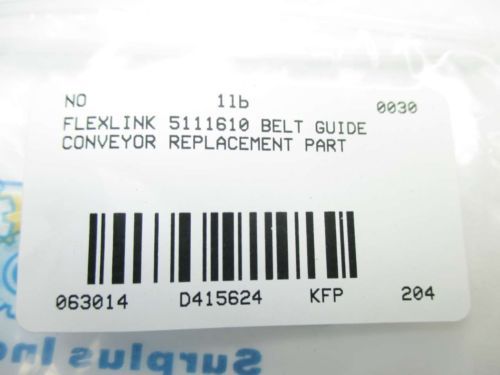 NO 1lb 0030
FLEXLINK 5111610 BELT GUIDE
CONVEYOR REPLACEMENT PART
063014 D415624 KFP 204
Surplus Inc